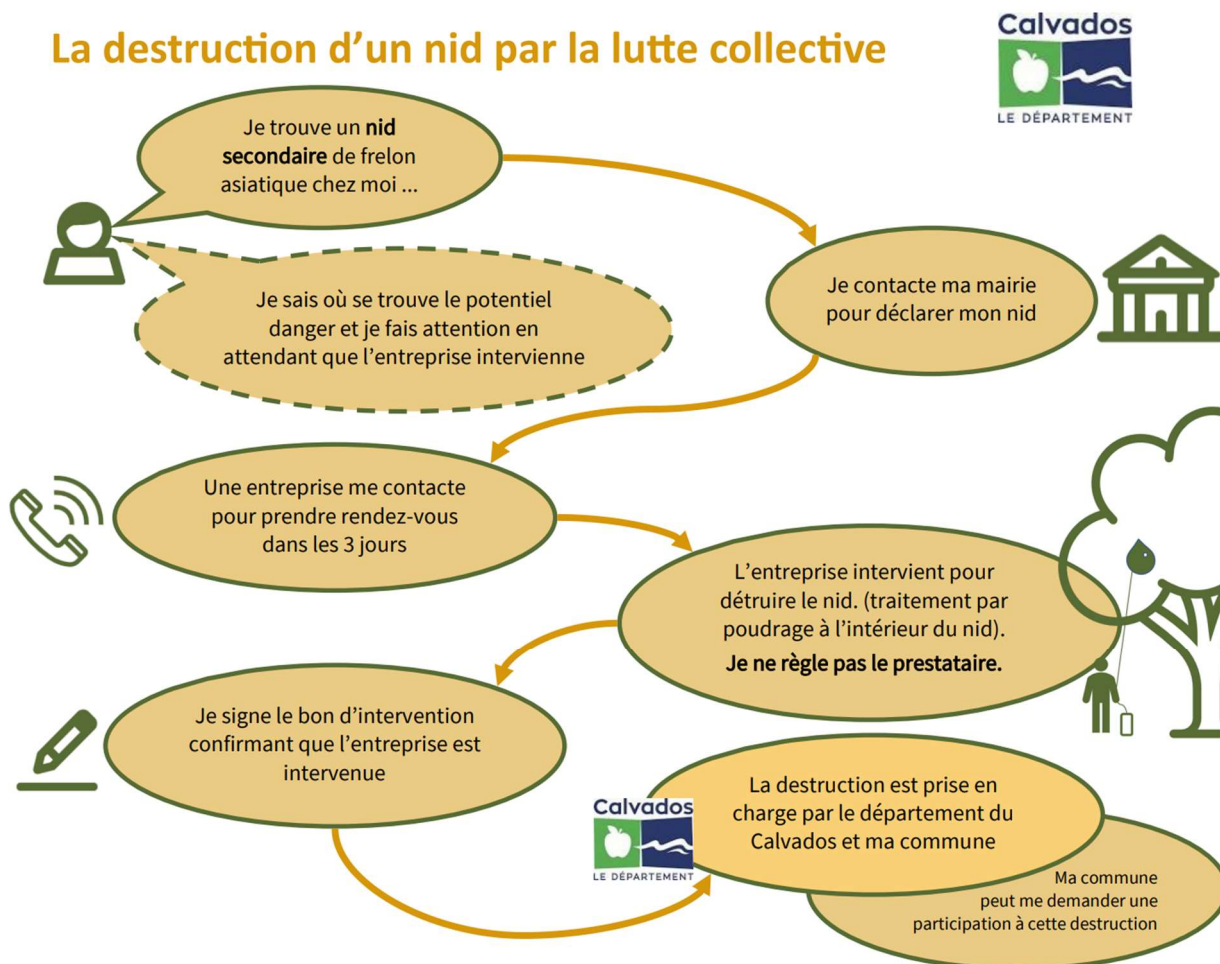 La destruction d’un nid par la lutte collective
Calvados
LE DÉPARTEMENT
Je trouve un nid
secondaire de frelon
asiatique chez moi ...
Je sais où se trouve le potentiel
danger et je fais attention en
attendant que l’entreprise intervienne
Je contacte ma mairie
pour déclarer mon nid
Une entreprise me contacte
pour prendre rendez-vous
dans les 3 jours
L’entreprise intervient pour
détruire le nid. (traitement par
poudrage à l’intérieur du nid).
Je ne règle pas le prestataire.
Je signe le bon d’intervention
confirmant que l’entreprise est
intervenue
Calvados
LE DÉPARTEMENT
La destruction est prise en
charge par le département du
Calvados et ma commune
Ma commune
peut me demander une
participation à cette destruction